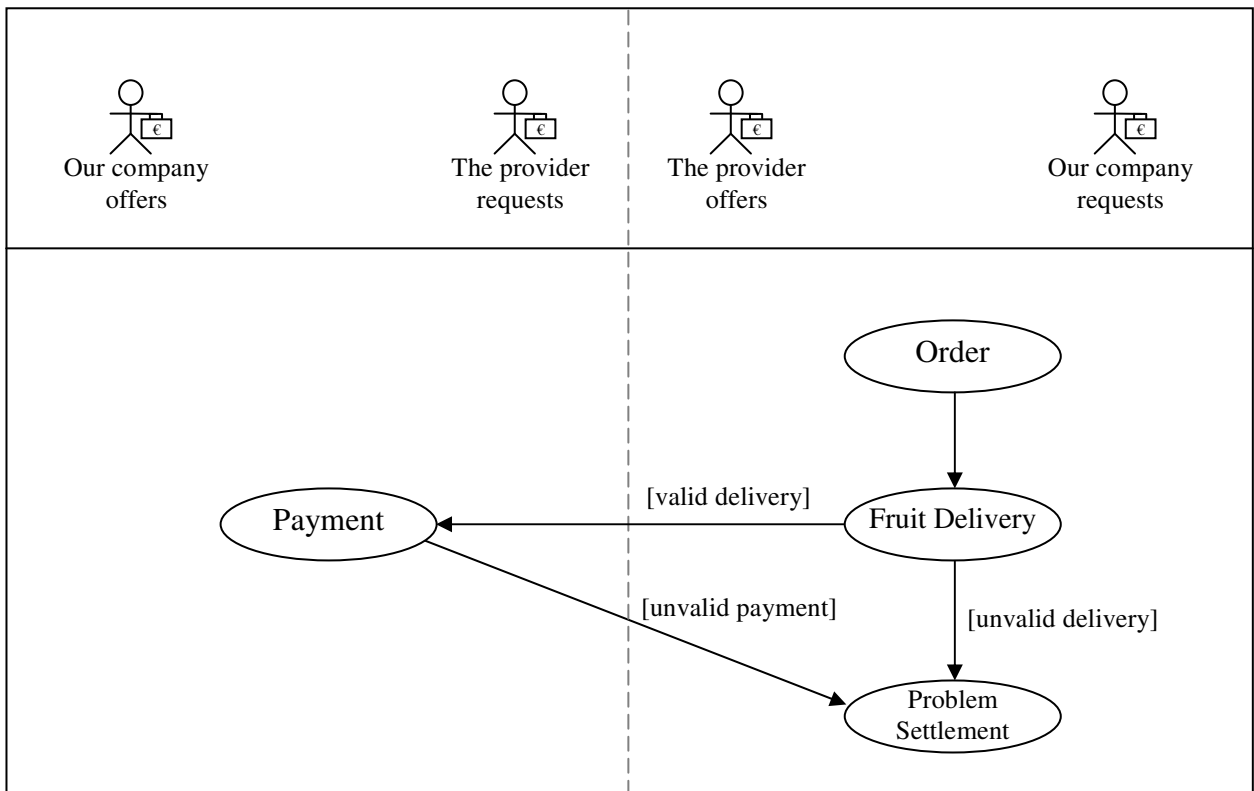 €
€
€
€
Our company
offers
The provider
requests
The provider
offers
Our company
requests
Order
[valid delivery]
Payment
Fruit Delivery
[unvalid payment]
[unvalid delivery]
Problem
Settlement